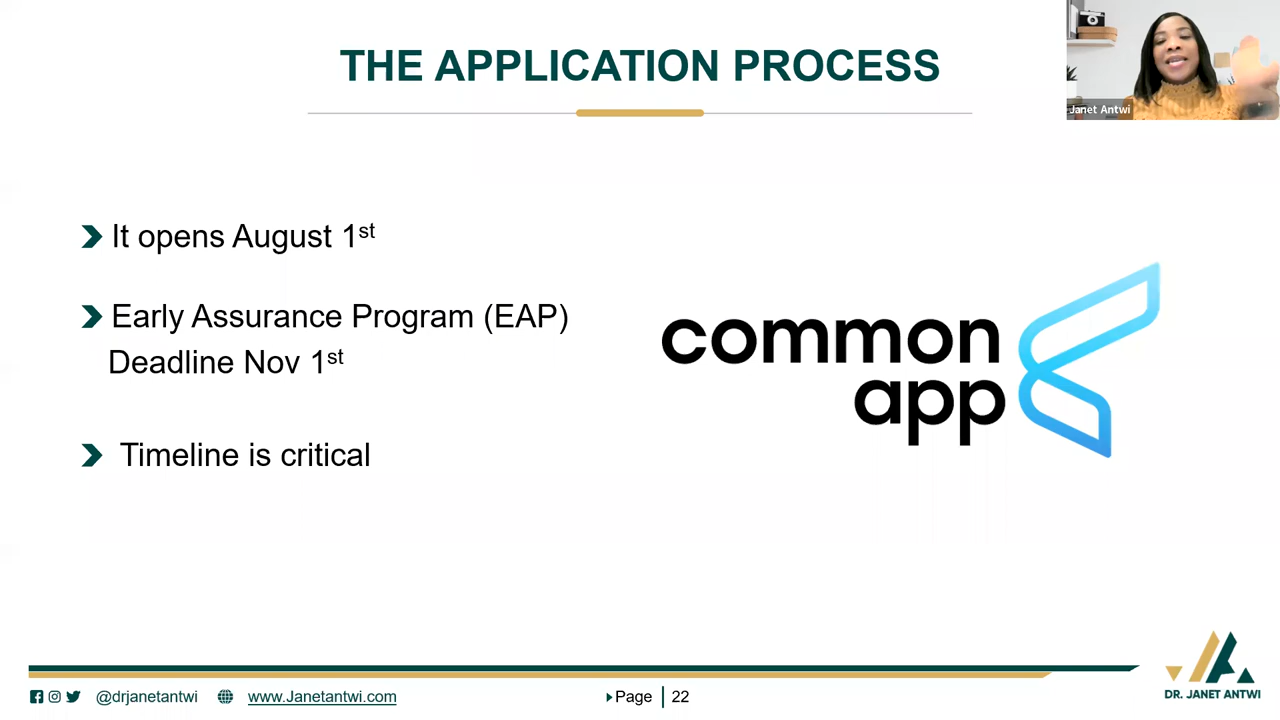 THE APPLICATION PROCESS
Janet Antwi
It opens August 1st
Early Assurance Program (EAP)
Deadline Nov 1st
Timeline is critical
common
app
@drjanetantwi
www.Janetantwi.com
Page
22
DR. JANET ANTWI